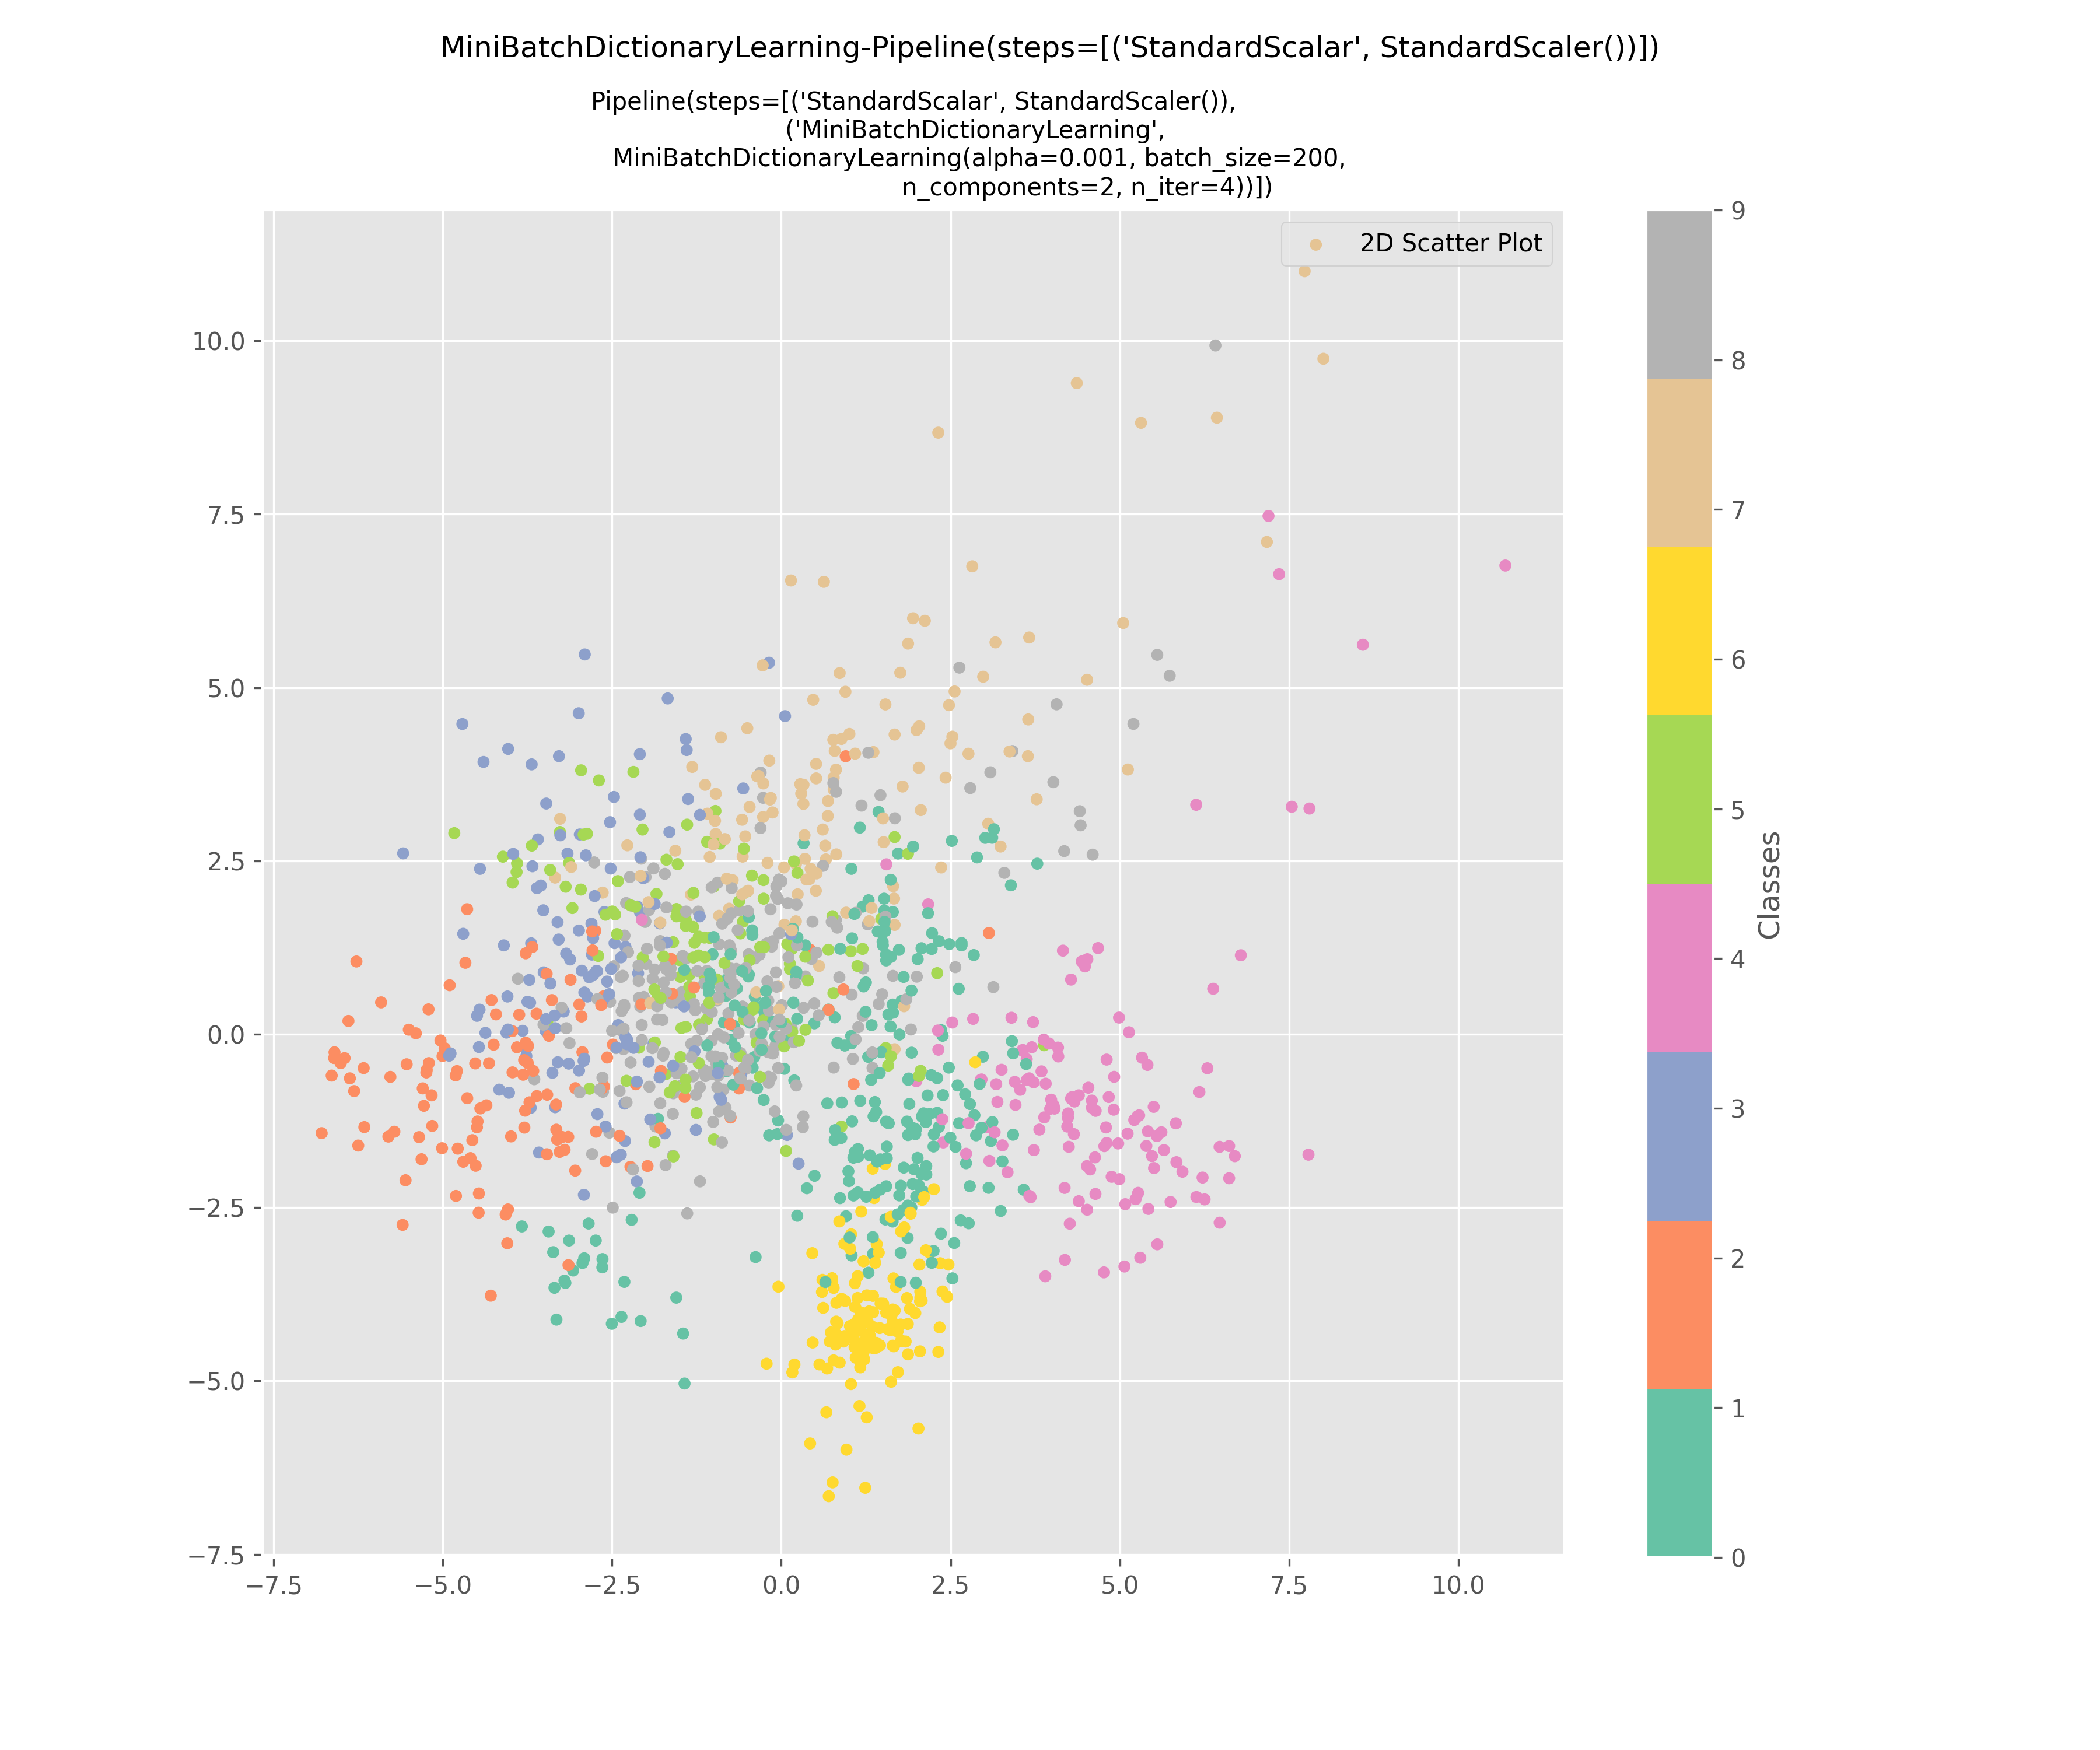 MiniBatchDictionaryLearning-Pipeline(steps=[('StandardScalar', StandardScaler())])
Pipeline(steps=[('StandardScalar', StandardScaler()),
('MiniBatchDictionaryLearning',
MiniBatchDictionaryLearning(alpha=0.001, batch_size=200,
n_components=2, n_iter=4))])
2D Scatter Plot
10.0
7.5
5.0
2.5
0.0
−2.5
−5.0
−7.5
−7.5 −5.0 −2.5 0.0 2.5 5.0 7.5 10.0
9
8
7
6
5
4
3
2
1
0
Classes